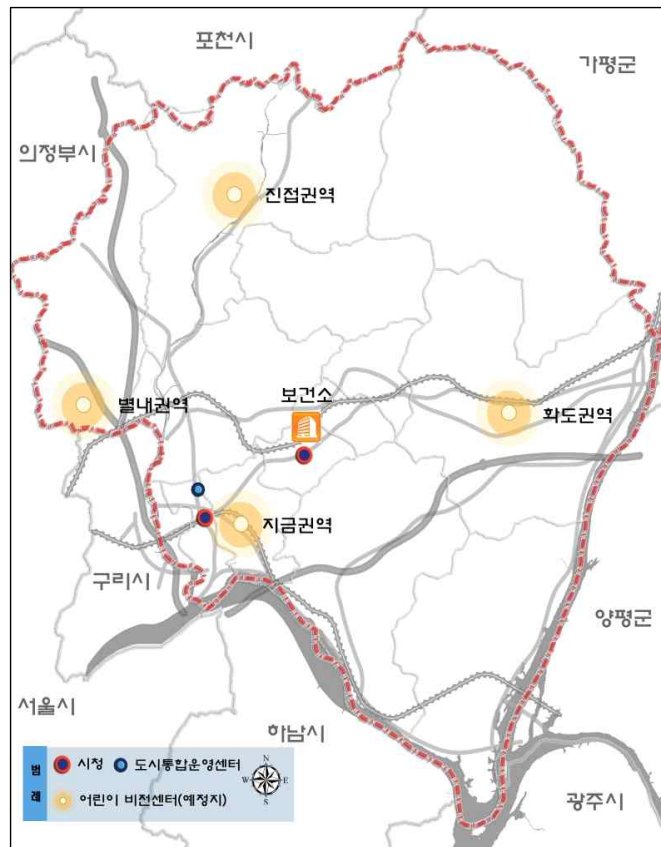 포천시
가평군
의정부시
진접권역
보건소
별내권역
화도권역
지금권역
구리시
양평군
서울시
하남시
광주시
범례
시청
도시통합운영센터
어린이 비전센터(예정지)
N
W
E
S